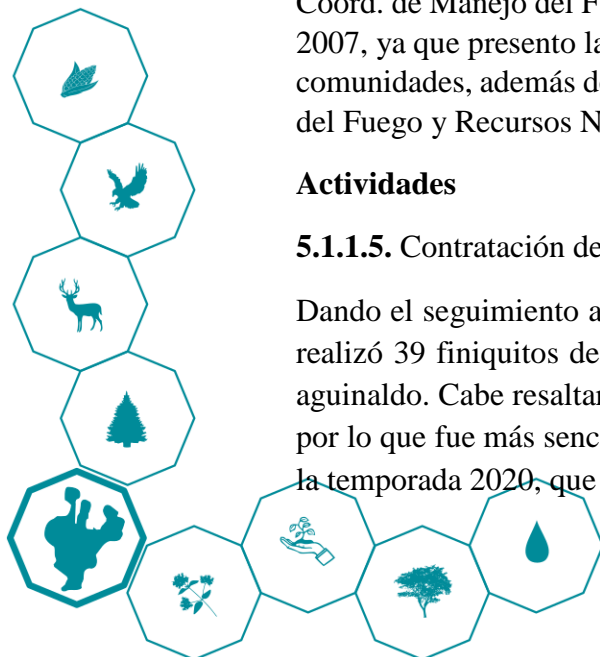 Coord. de Manejo del F
2007, ya que presento la
comunidades, además d
del Fuego y Recursos N
Actividades
5.1.1.5. Contratación de
Dando el seguimiento a
realizó 39 finiquitos de
aguinaldo. Cabe resaltar
por lo que fue más senc
la temporada 2020, que